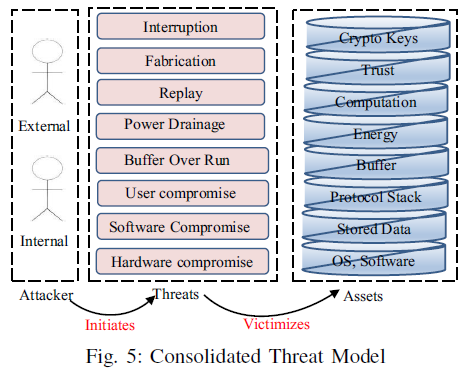 External
Internal
Attacker
Interruption
Fabrication
Replay
Power Drainage
Buffer Over Run
User compromise
Software Compromise
Hardware compromise
Threats
Crypto Keys
Trust
Computation
Energy
Buffer
Protocol Stack
Stored Data
OS, Software
Assets
Initiates
Victimizes
Fig. 5: Consolidated Threat Model